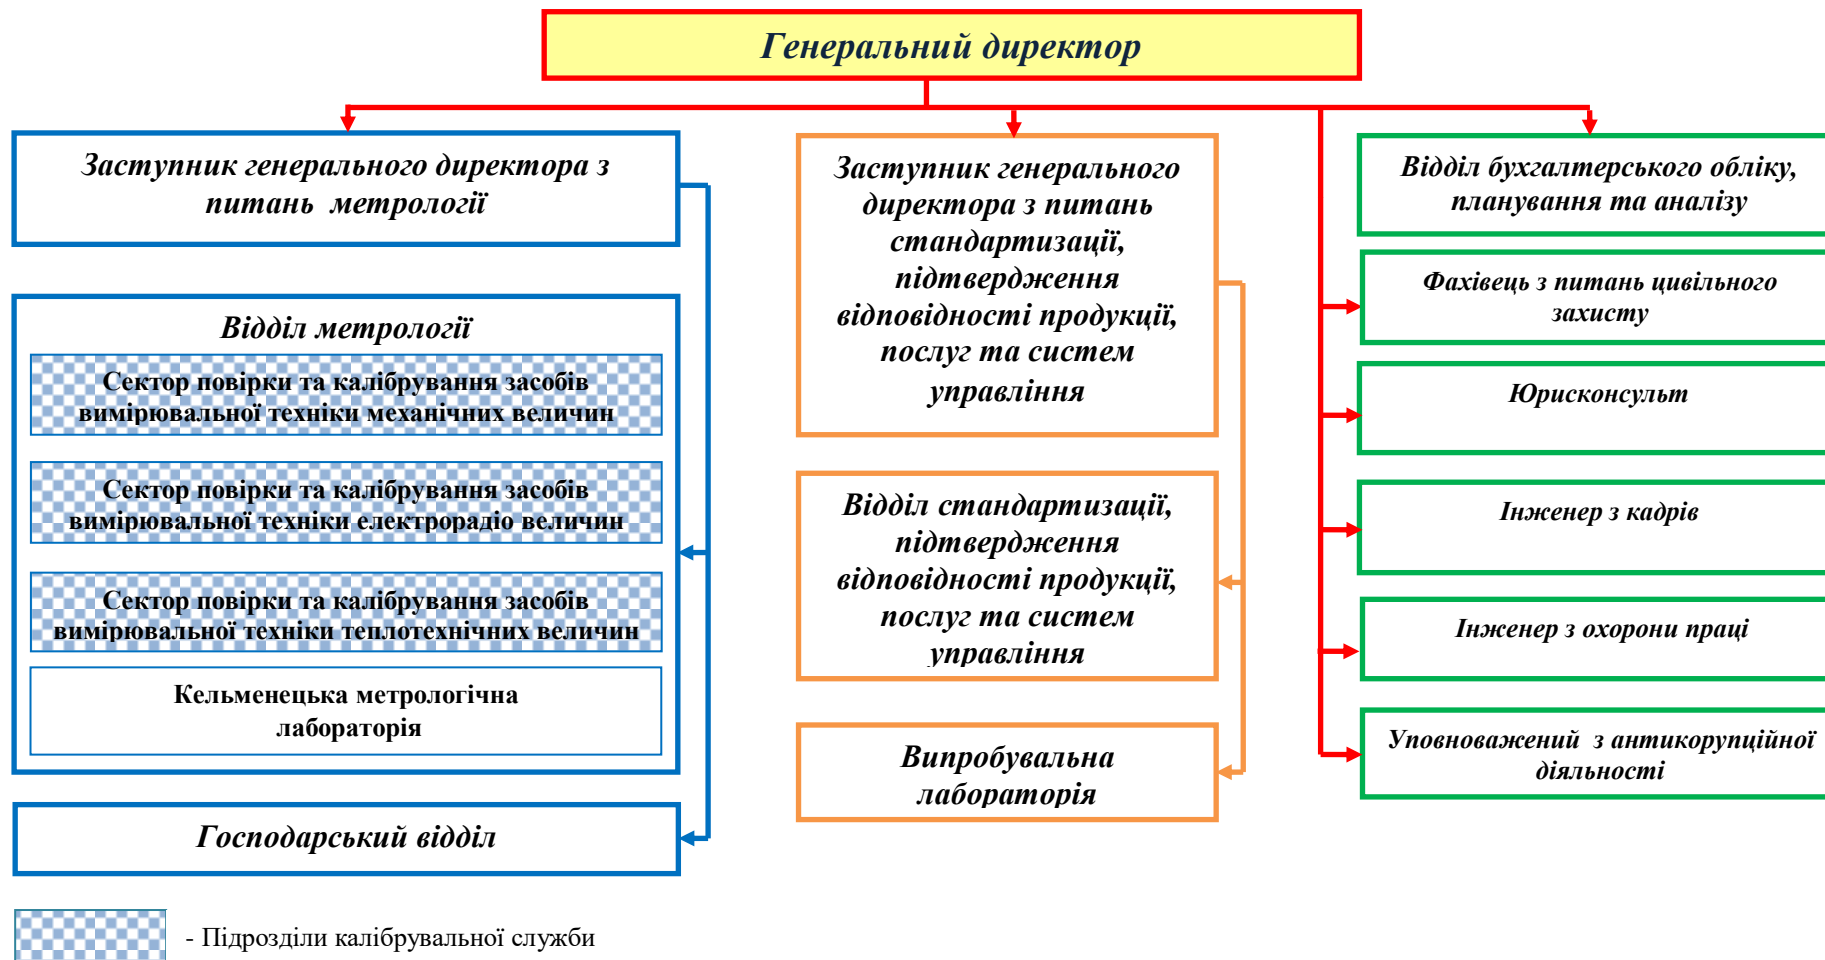 Генеральний директор
Заступник генерального директора з
питань метрології
Відділ метрології
Сектор повірки та калібрування засобів
вимірювальної техніки механічних величин
Сектор повірки та калібрування засобів
вимірювальної техніки електрорадіо величин
Сектор повірки та калібрування засобів
вимірювальної техніки теплотехнічних величин
Кельменецька метрологічна
лабораторія
Господарський відділ
Заступник генерального
директора з питань
стандартизації,
підтвердження
відповідності продукції,
послуг та систем
управління
Відділ стандартизації,
підтвердження
відповідності продукції,
послуг та систем
управління
Випробувальна
лабораторія
Відділ бухгалтерського обліку,
планування та аналізу
Фахівець з питань цивільного
захисту
Юрисконсульт
Інженер з кадрів
Інженер з охорони праці
Уповноважений з антикорупційної
діяльності
- Підрозділи калібрувальної служби